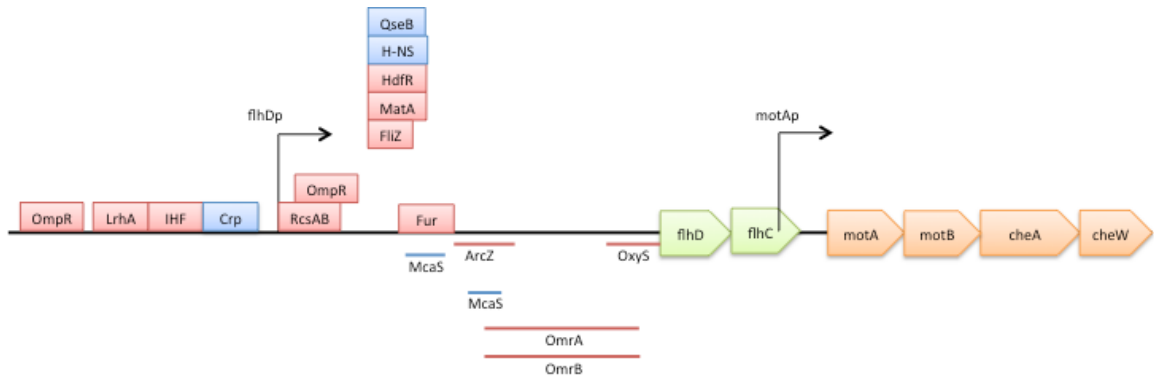 QseB
H-NS
HdfR
MatA
FliZ
flhDp
motAp
OmpR
OmpR
LrhA
IHF
Crp
RcsAB
Fur
flhD
flhC
motA
motB
cheA
cheW
McaS
ArcZ
OxyS
McaS
OmrA
OmrB